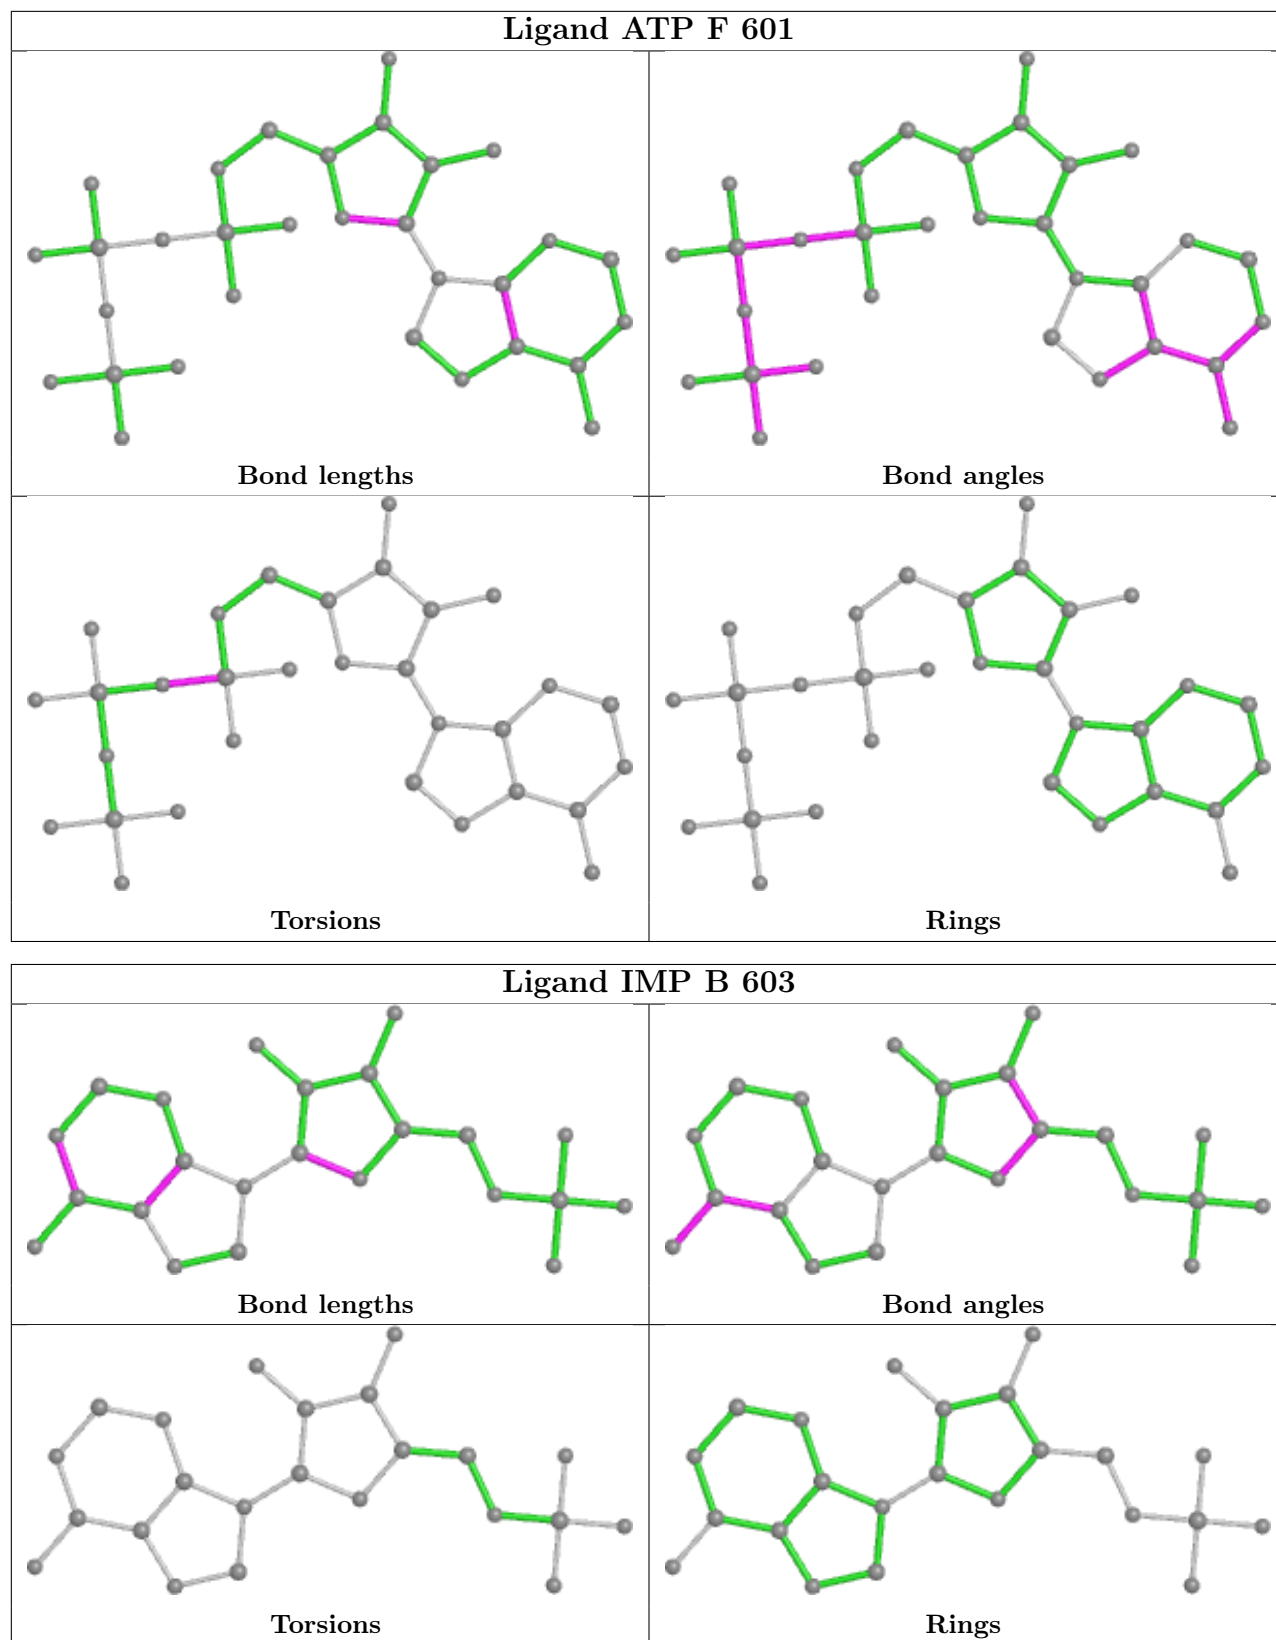 Ligand ATP F 601
Bond lengths
Bond angles
Torsions
Rings
Ligand IMP B 603
Bond lengths
Bond angles
Torsions
Rings